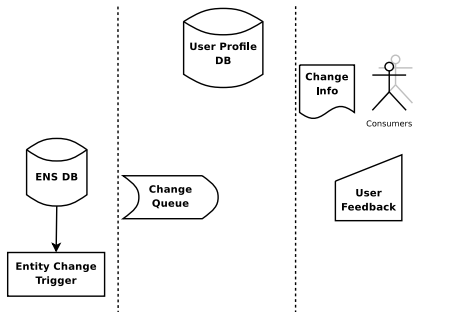 User Profile
DB
Change
Info
Consumers
ENS DB
Change
Queue
User
Feedback
Entity Change
Trigger